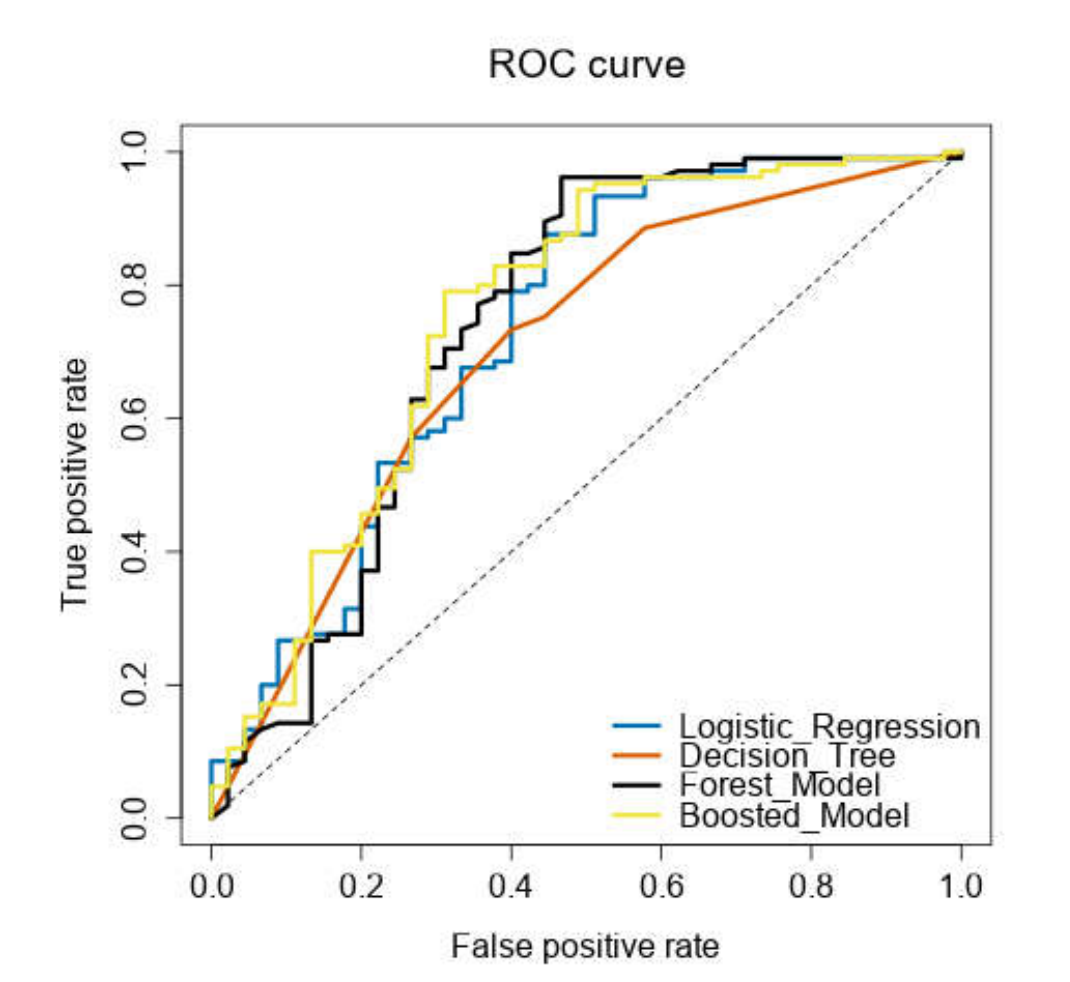 ROC curve
True positive rate
1.0
0.8
0.6
0.4
0.2
0.0
Logistic_Regression
Decision_Tree
Forest_Model
Boosted_Model
0.0 0.2 0.4 0.6 0.8 1.0
False positive rate